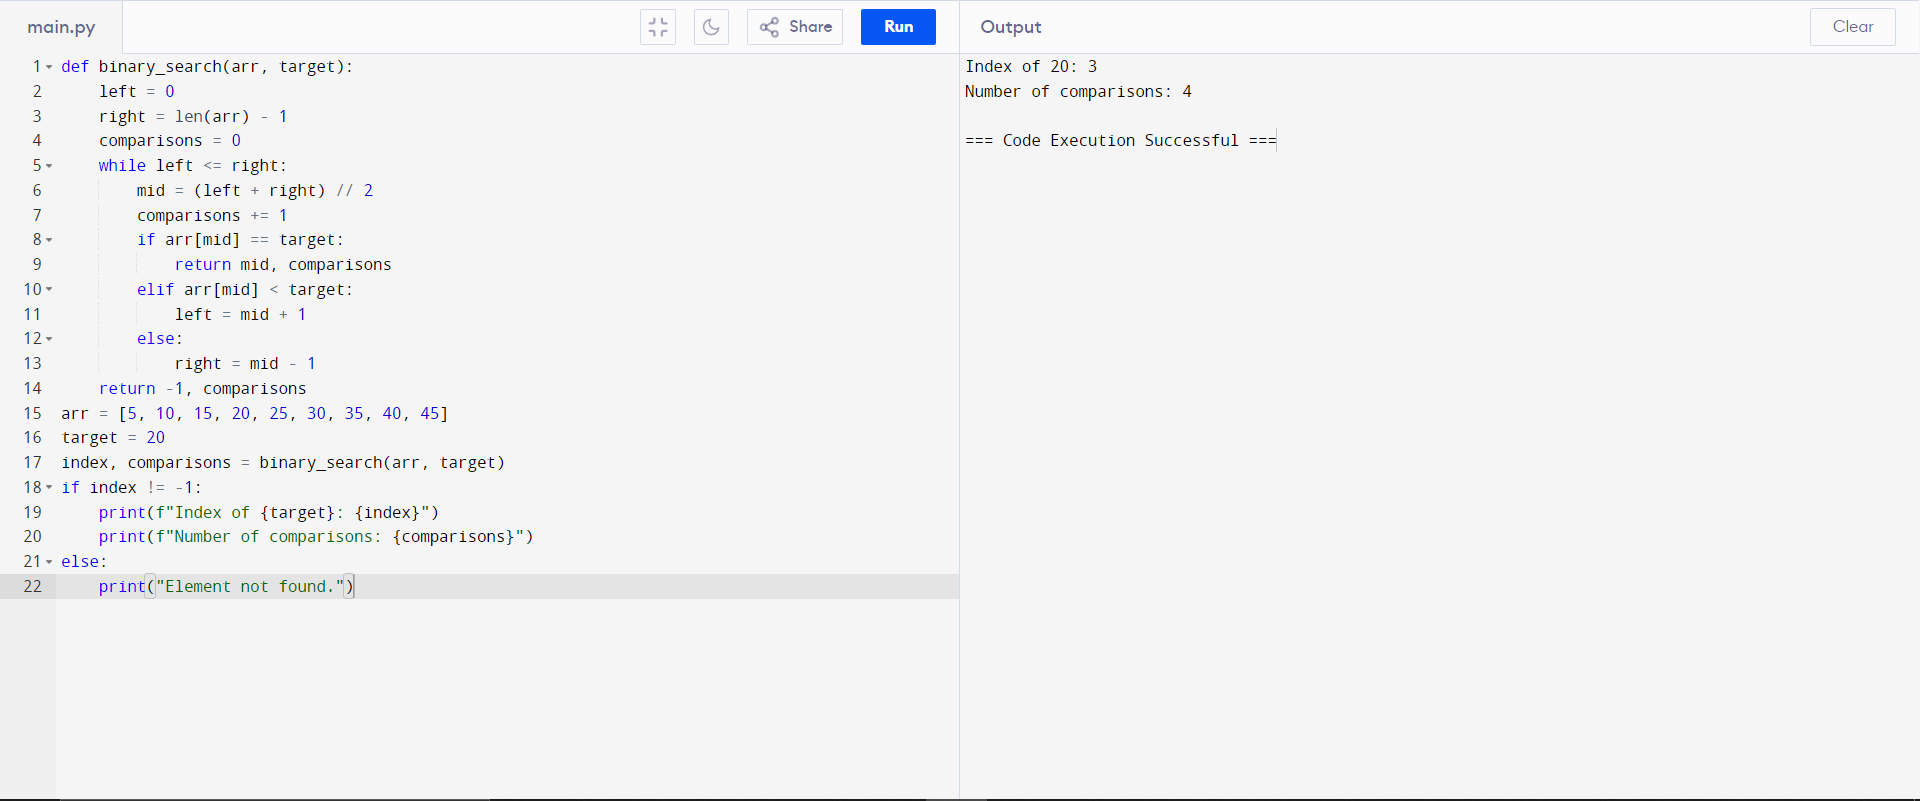 main.py
Share
Run
Output
Clear
1 def binary_search(arr, target):
2     left = 0
3     right = len(arr) - 1
4     comparisons = 0
5     while left <= right:
6         mid = (left + right) // 2
7         comparisons += 1
8         if arr[mid] == target:
9             return mid, comparisons
10         elif arr[mid] < target:
11             left = mid + 1
12         else:
13             right = mid - 1
14     return -1, comparisons
15 arr = [5, 10, 15, 20, 25, 30, 35, 40, 45]
16 target = 20
17 index, comparisons = binary_search(arr, target)
18 if index != -1:
19     print(f"Index of {target}: {index}")
20     print(f"Number of comparisons: {comparisons}")
21 else:
22     print("Element not found.")
Index of 20: 3
Number of comparisons: 4
=== Code Execution Successful ===